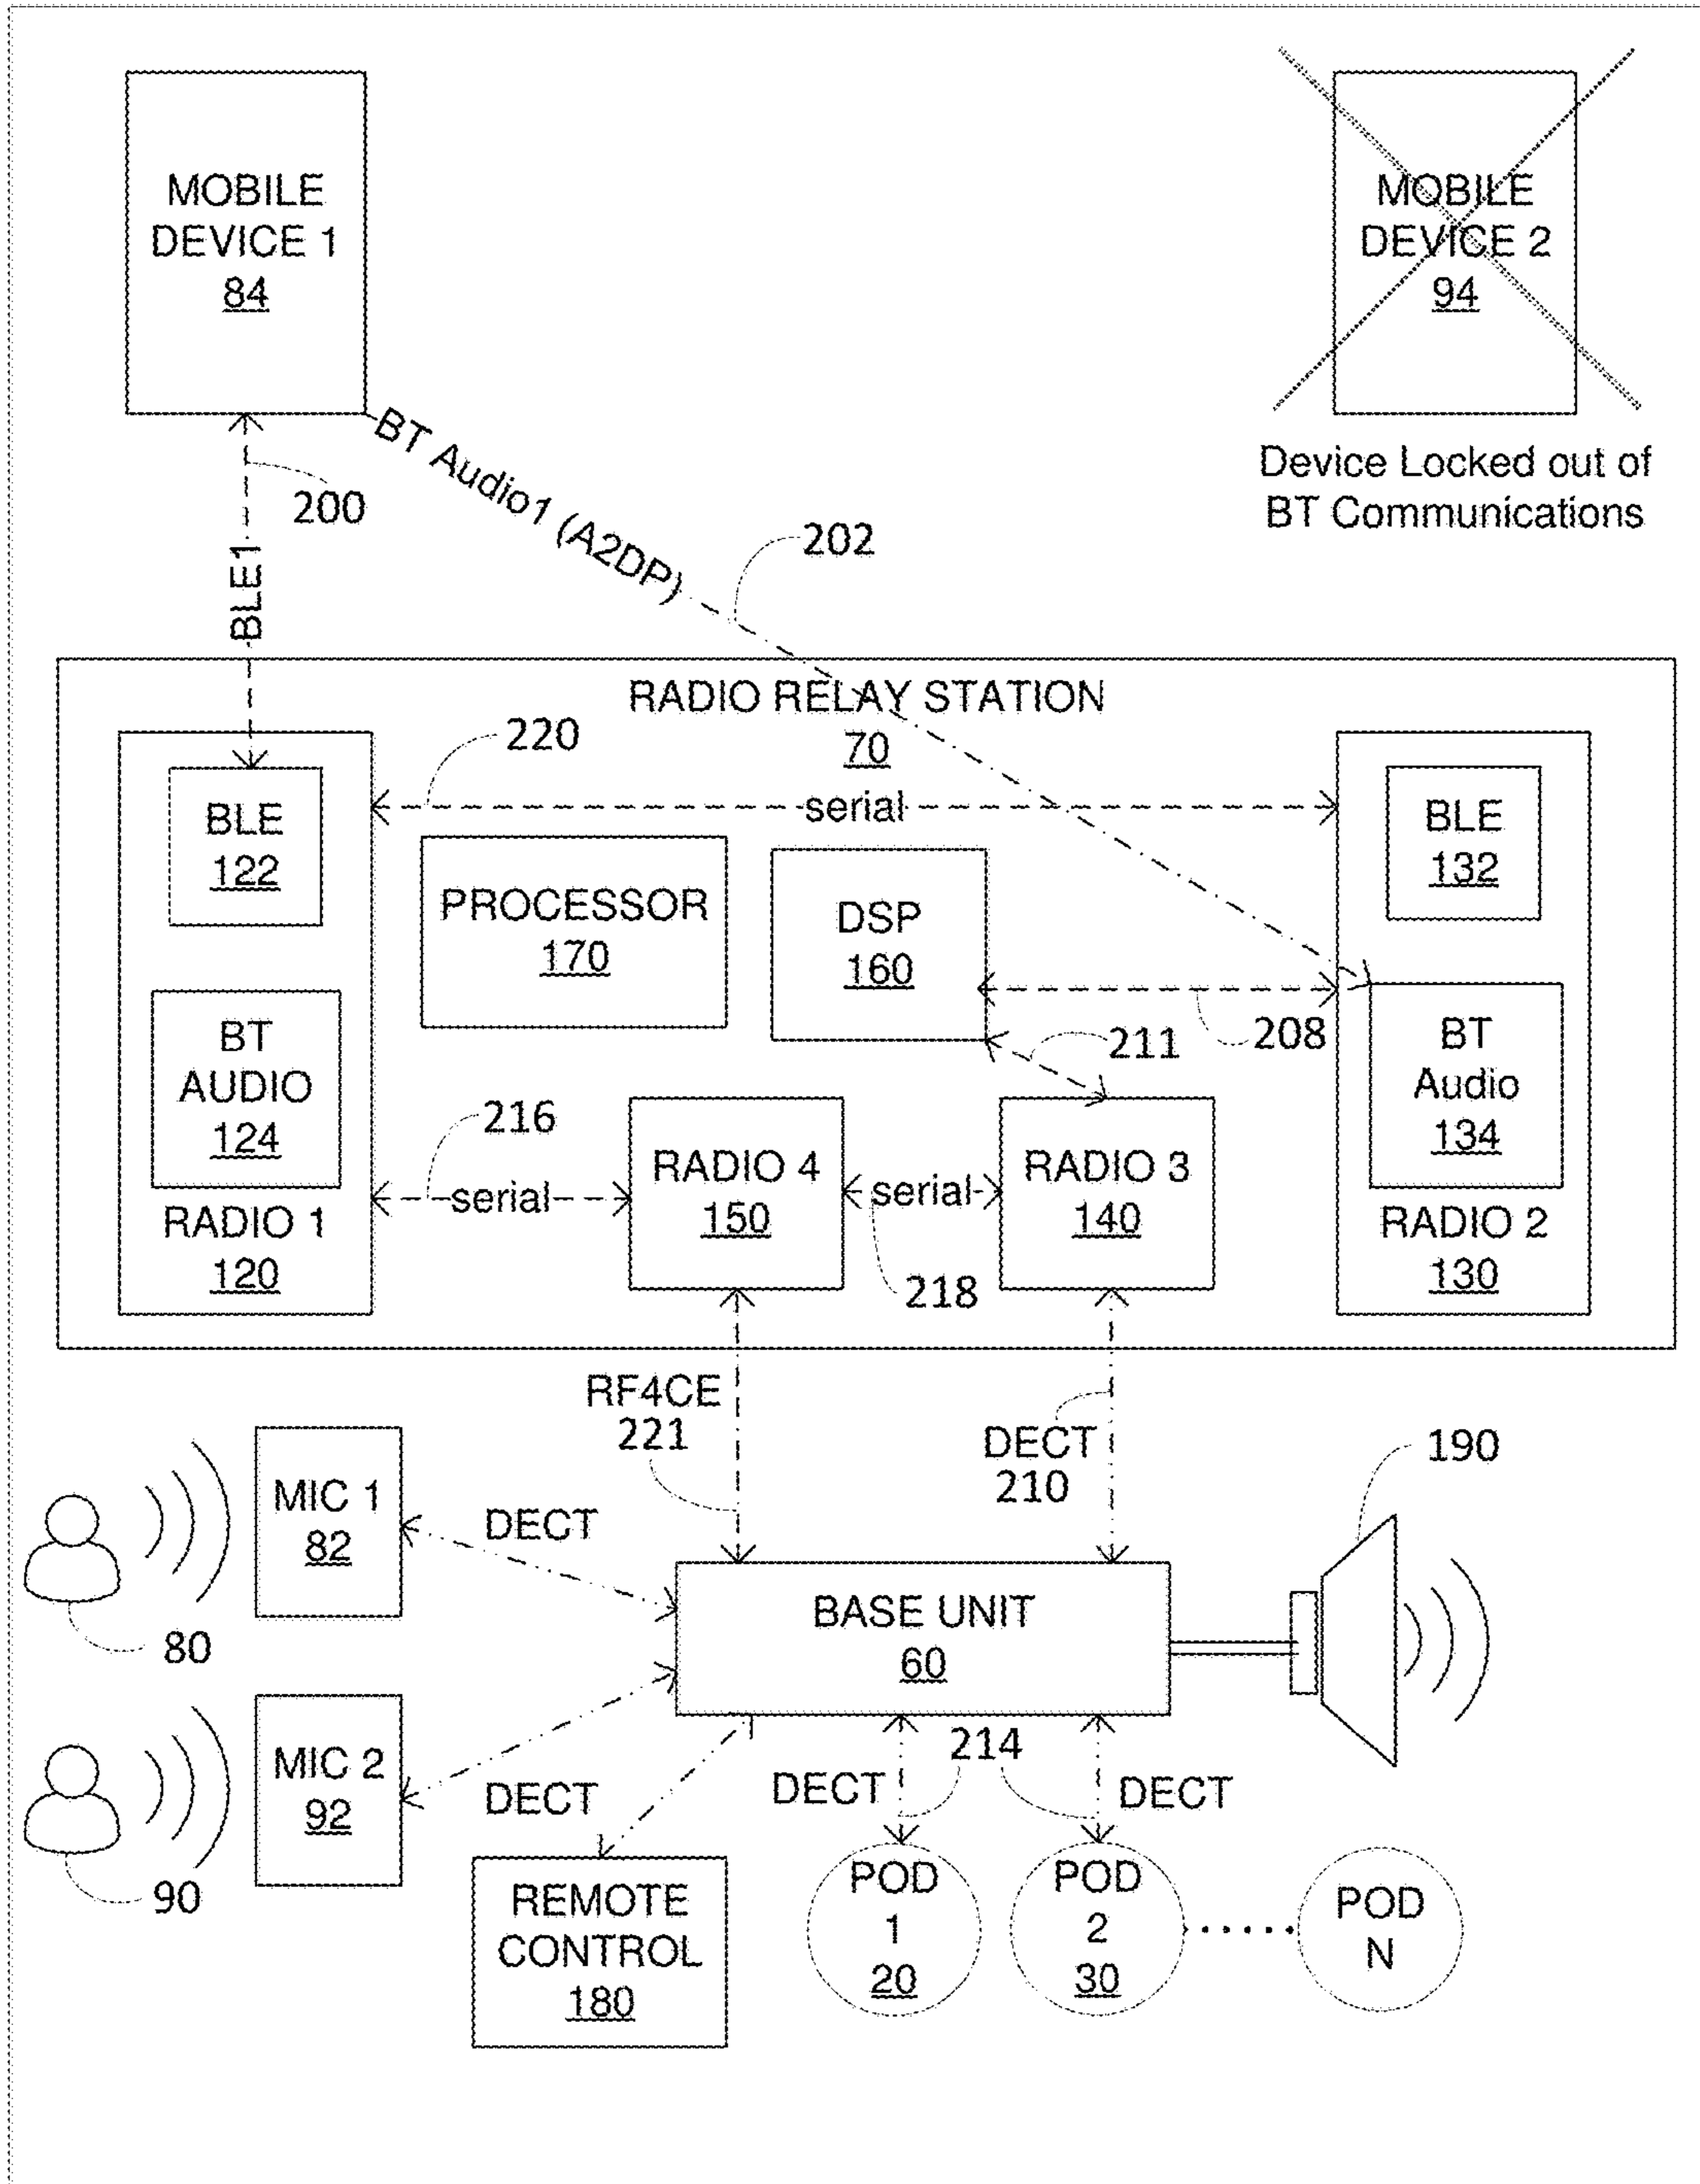 MOBILE
DEVICE 1
84
MOBILE
DEVICE 2
94
Device Locked out of
BT Communications
200
BLE1
BT Audio1 (A2DP)
202
RADIO RELAY STATION
70
220
serial
BLE
122
PROCESSOR
170
DSP
160
BLE
132
208
211
BT
AUDIO
124
RADIO 1
120
216
serial
RADIO 4
150
serial
218
RADIO 3
140
BT
Audio
134
RADIO 2
130
RF4CE
221
DECT
210
190
MIC 1
82
DECT
80
BASE UNIT
60
MIC 2
92
90
DECT
214
DECT
DECT
REMOTE
CONTROL
180
POD
1
20
POD
2
30
POD
N